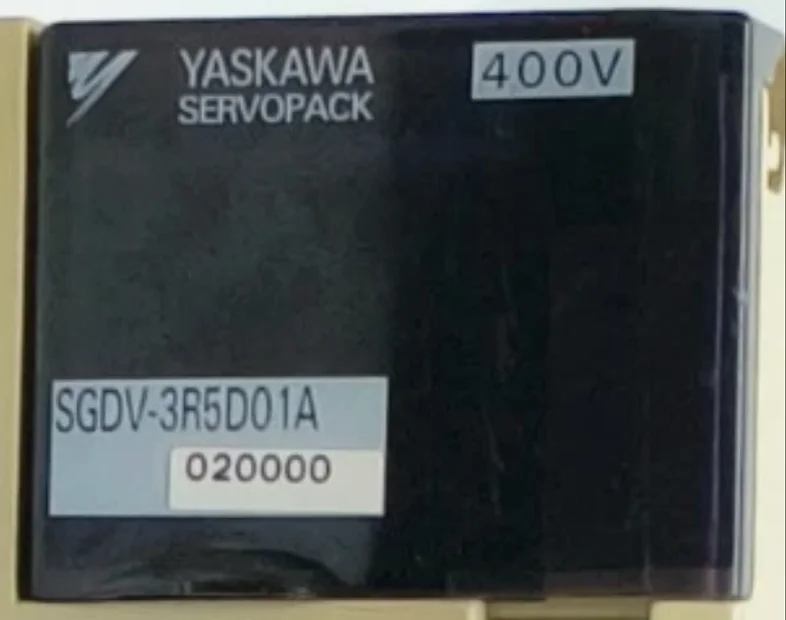 YASKAWA
SERVOPACK
400V
SGDV-3R5D01A
020000